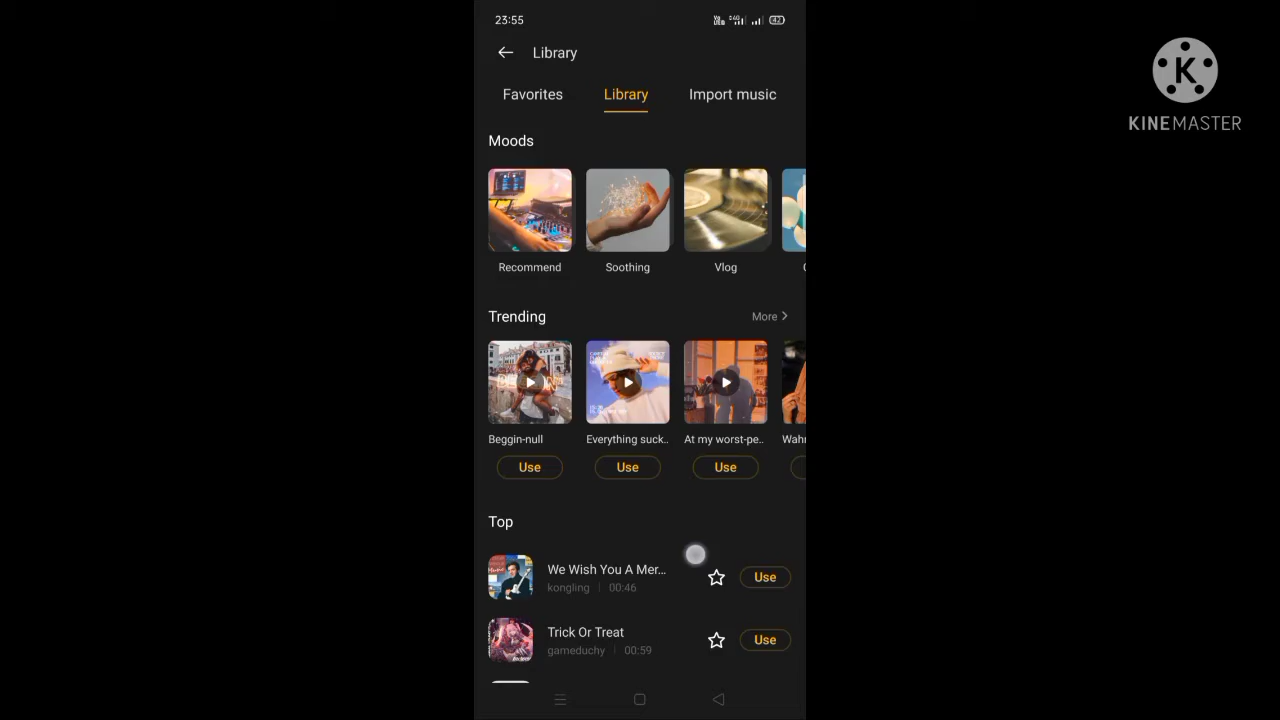 23:55
42
Library
Favorites
Library
Import music
KINEMASTER
Moods
Recommend
Soothing
Vlog
Trending
More
Beggin-null
Everything suck..
At my worst-pe..
Use
Use
Use
Top
We Wish You A Mer...
kongling
00:46
Use
Trick Or Treat
gameduchy
00:59
Use